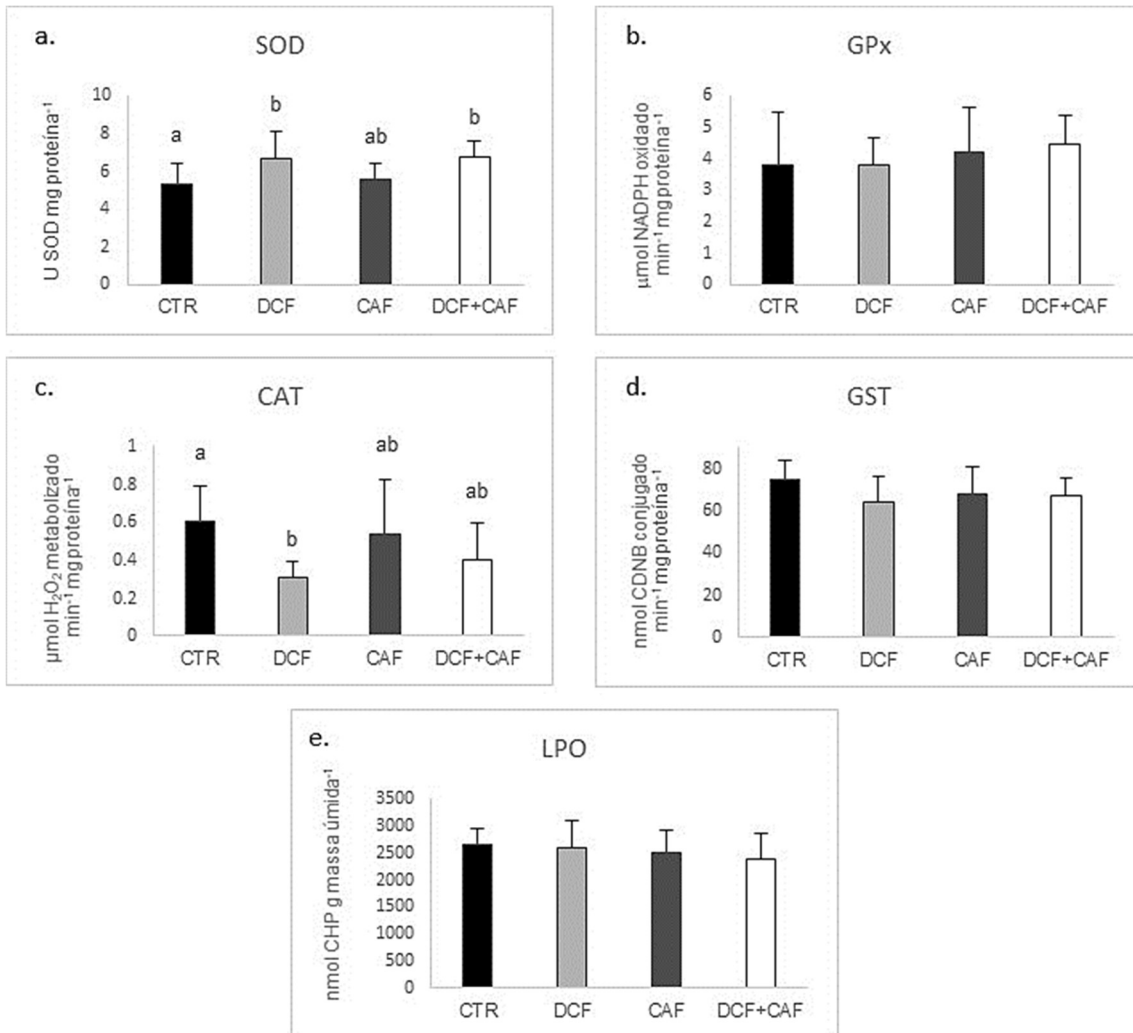 a.
SOD
U SOD mg proteína⁻¹
10
8
6
4
2
0
a
b
ab
b
CTR
DCF
CAF
DCF+CAF
b.
GPx
µmol NADPH oxidado
min⁻¹ mg proteína⁻¹
6
5
4
3
2
1
0
CTR
DCF
CAF
DCF+CAF
c.
CAT
µmol H₂O₂ metabolizado
min⁻¹ mg proteína⁻¹
1
0.8
0.6
0.4
0.2
0
a
b
ab
ab
CTR
DCF
CAF
DCF+CAF
d.
GST
nmol CDNB conjugado
min⁻¹ mg proteína⁻¹
80
60
40
20
0
CTR
DCF
CAF
DCF+CAF
e.
LPO
nmol CHP g massa úmida⁻¹
3500
3000
2500
2000
1500
1000
500
0
CTR
DCF
CAF
DCF+CAF